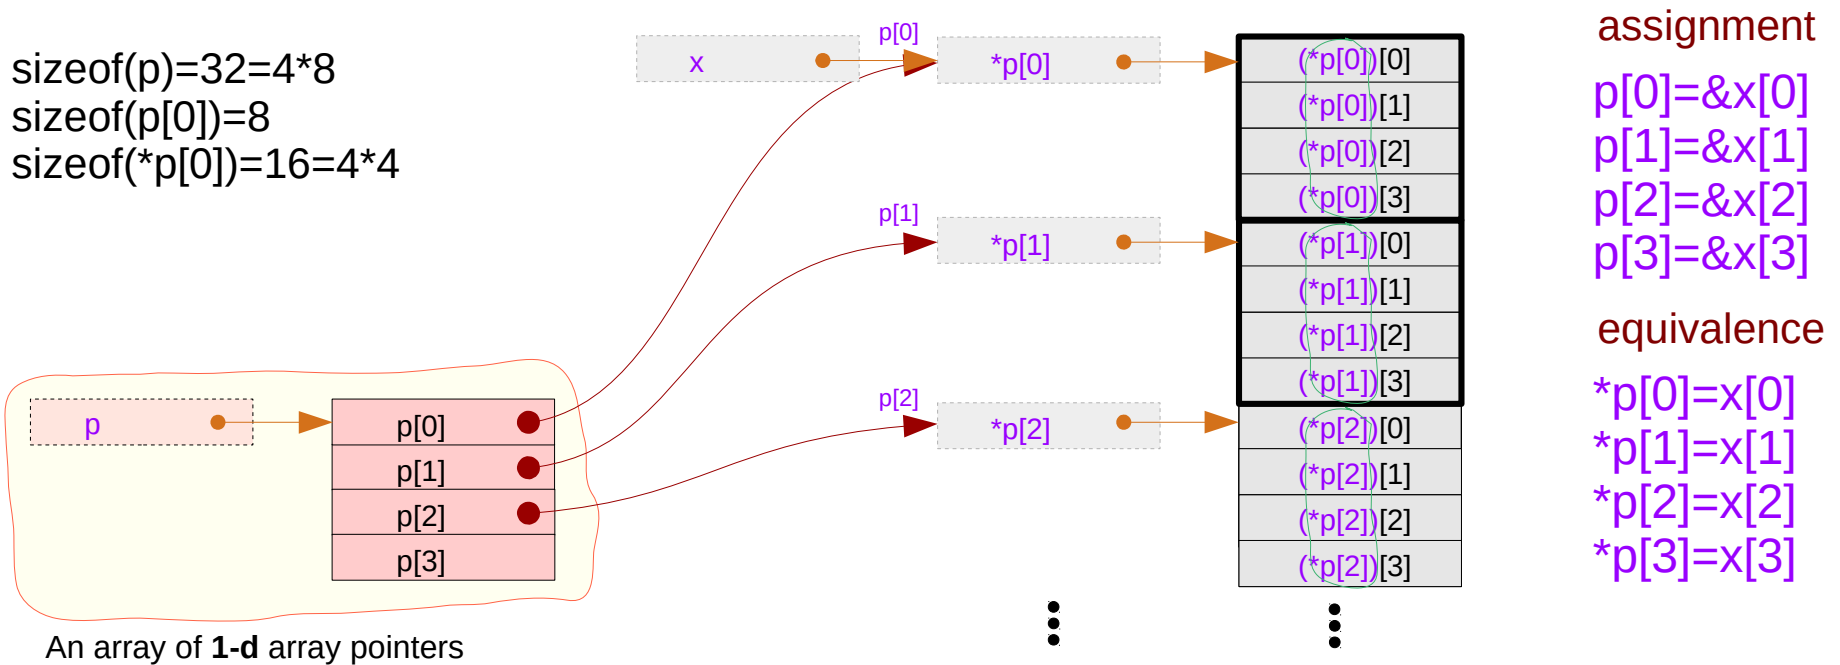 sizeof(p)=32=4*8
sizeof(p[0])=8
sizeof(*p[0])=16=4*4
x
p[0]
*p[0]
p[1]
*p[1]
p[2]
*p[2]
p
p[0]
p[1]
p[2]
p[3]
An array of 1-d array pointers
(*p[0])[0]
(*p[0])[1]
(*p[0])[2]
(*p[0])[3]
(*p[1])[0]
(*p[1])[1]
(*p[1])[2]
(*p[1])[3]
(*p[2])[0]
(*p[2])[1]
(*p[2])[2]
(*p[2])[3]
assignment
p[0]=&x[0]
p[1]=&x[1]
p[2]=&x[2]
p[3]=&x[3]
equivalence
*p[0]=x[0]
*p[1]=x[1]
*p[2]=x[2]
*p[3]=x[3]